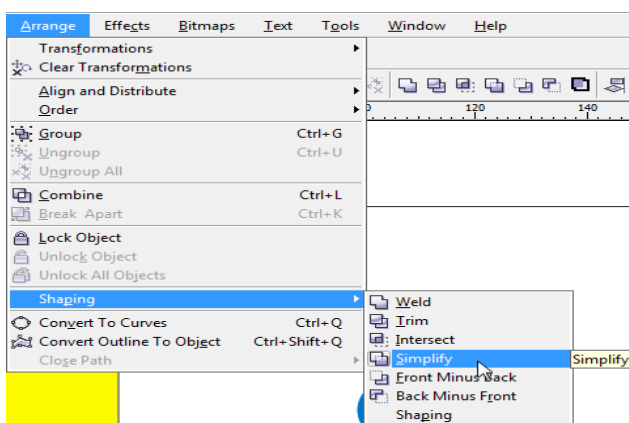 Arrange Effects Bitmaps Text Tools Window Help
Transformations
Clear Transformations
Align and Distribute
Order
120 140
Group Ctrl+G
Ungroup Ctrl+U
Ungroup All
Combine Ctrl+L
Break Apart Ctrl+K
Lock Object
Unlock Object
Unlock All Objects
Shaping
Weld
Convert To Curves Ctrl+Q
Trim
Convert Outline To Object Ctrl+Shift+Q
Intersect
Close Path
Simplify Simplify
Front Minus Back
Back Minus Front
Shaping